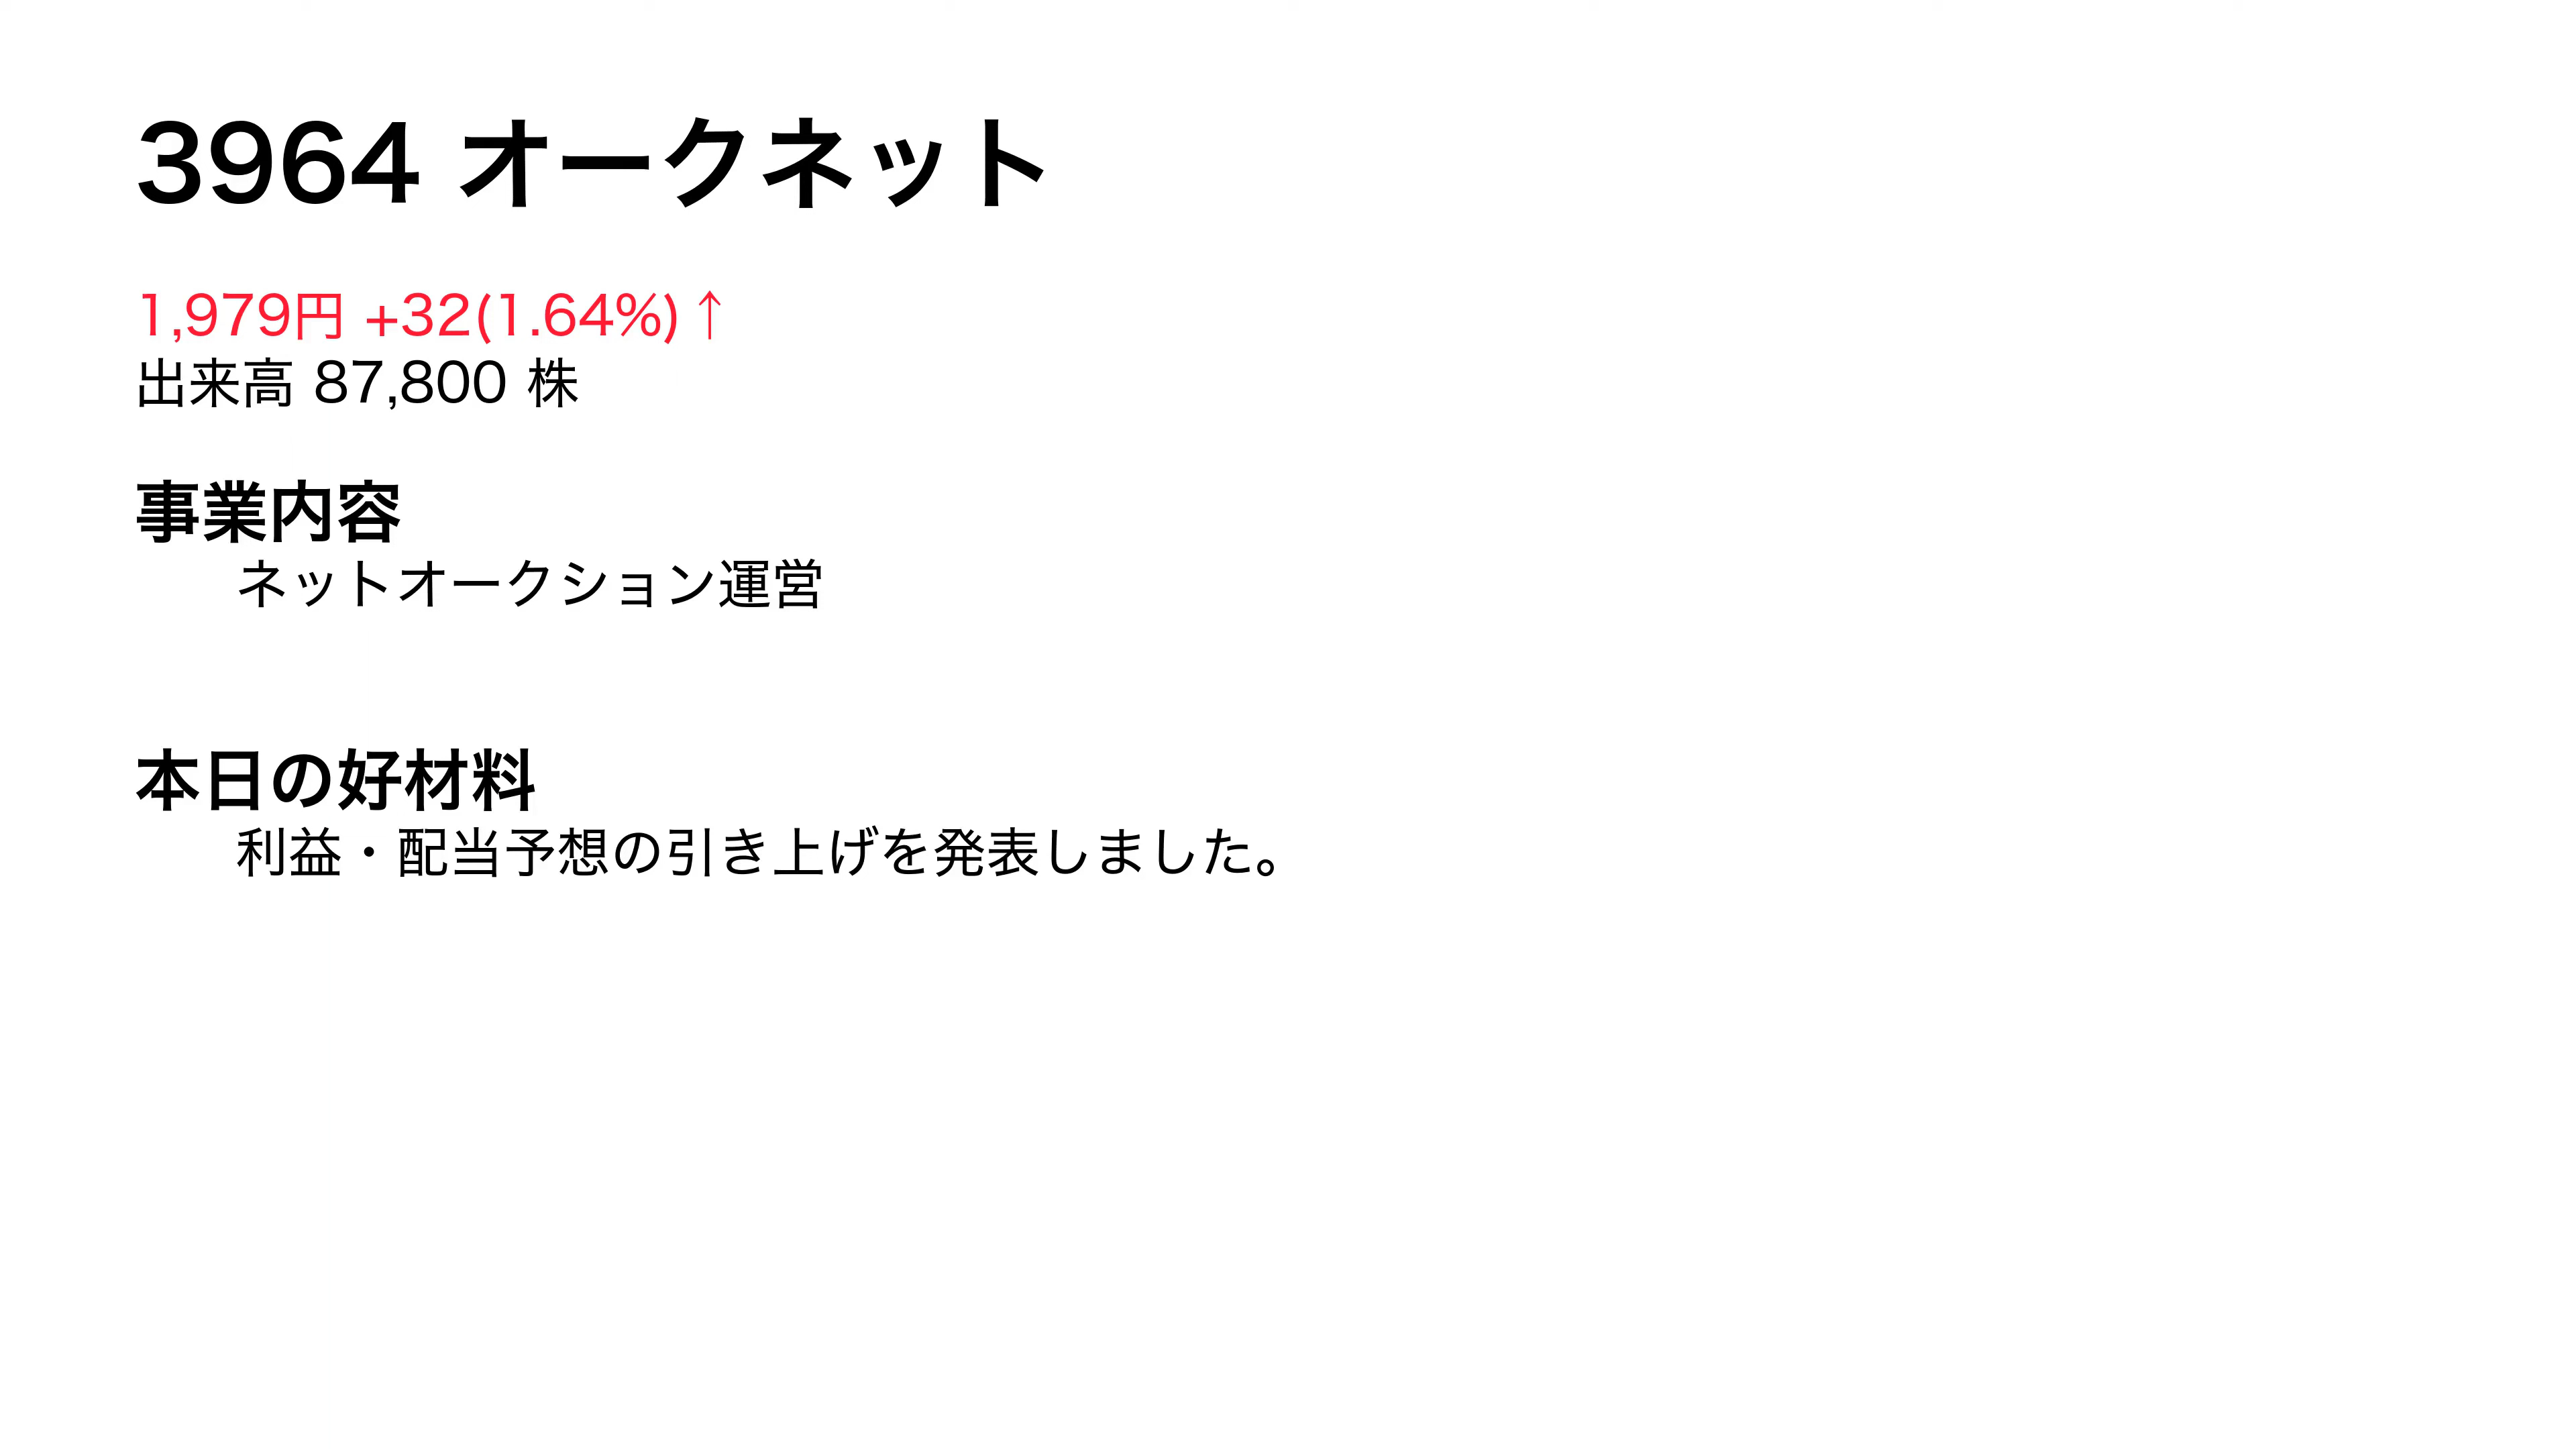 3964 オークネット
1,979円 +32(1.64%)↑
出来高 87,800 株
事業内容
ネットオークション運営
本日の好材料
利益・配当予想の引き上げを発表しました。